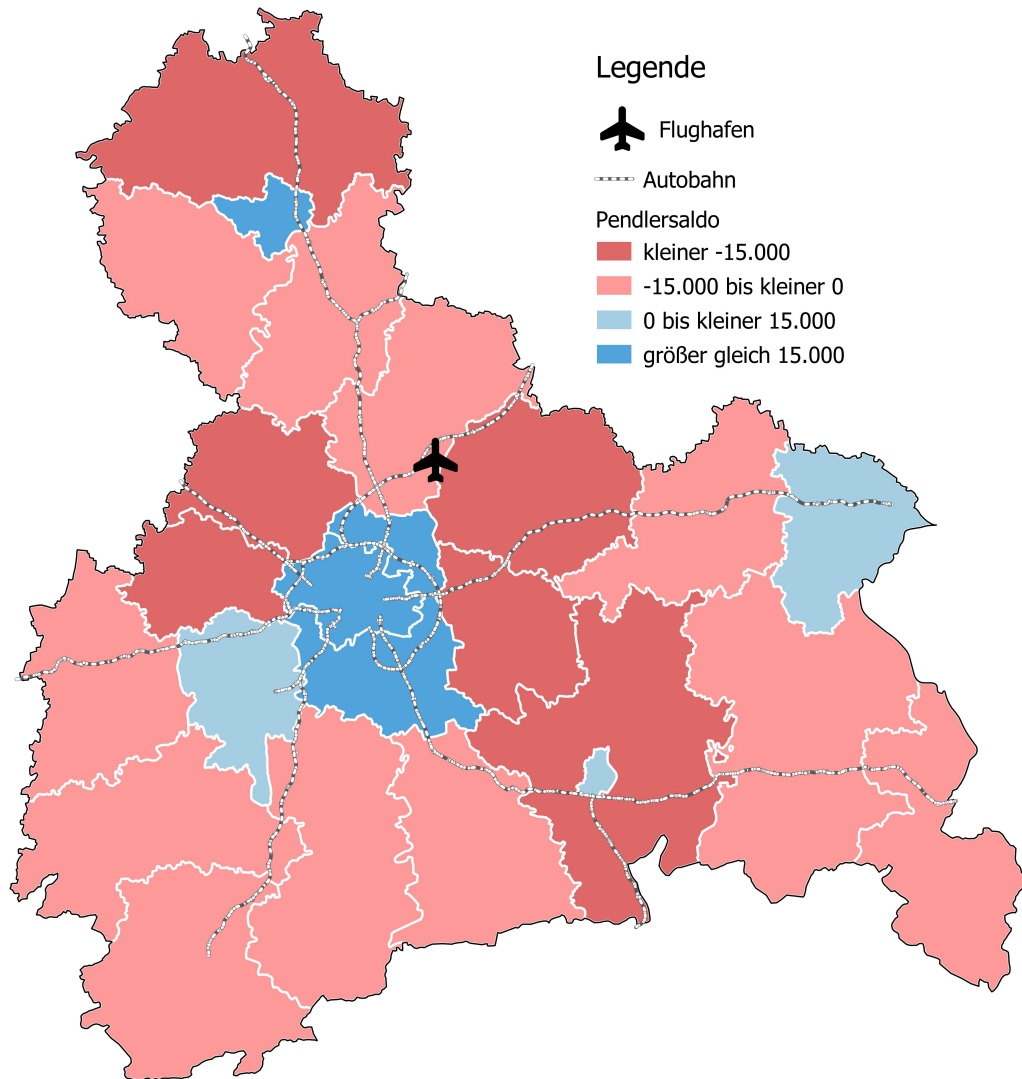 Legende
Flughafen
Autobahn
Pendlersaldo
kleiner -15.000
-15.000 bis kleiner 0
0 bis kleiner 15.000
größer gleich 15.000